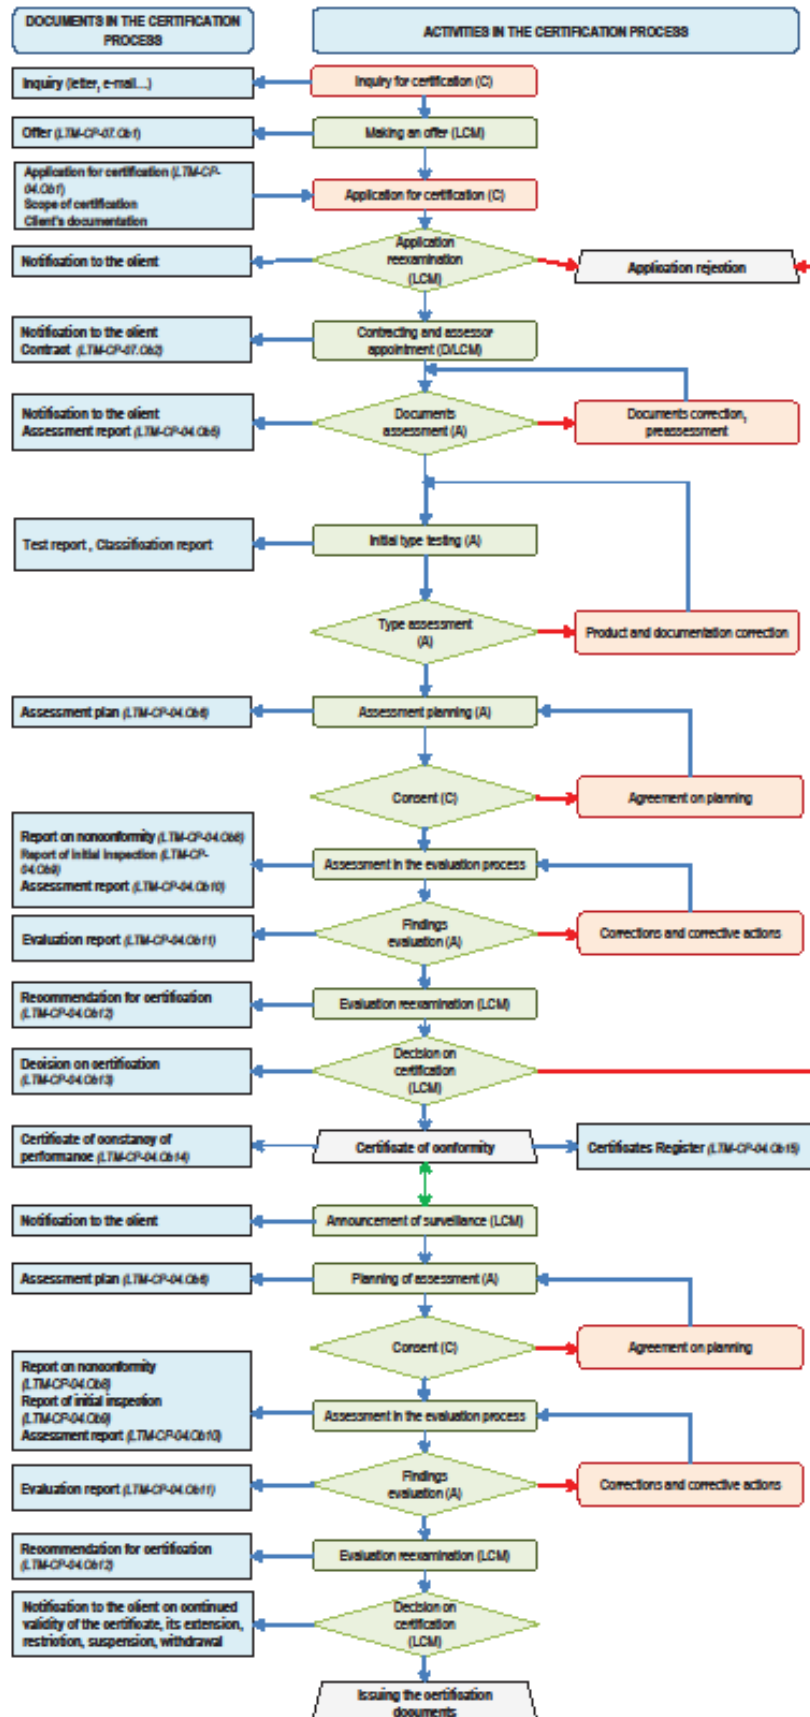 DOCUMENTS IN THE CERTIFICATION
PROCESS
ACTIVITIES IN THE CERTIFICATION PROCESS
Inquiry (letter, e-mail...)
Inquiry for certification (C)
Offer (LTM-CP-07.Ob1)
Making an offer (LCM)
Application for certification (LTM-CP-
04.Ob1)
Scope of certification
Client's documentation
Application for certification (C)
Notification to the client
Application
reexamination
(LCM)
Application rejection
Notification to the client
Contract (LTM-CP-07.Ob2)
Contracting and assessor
appointment (D/LCM)
Notification to the client
Assessment report (LTM-CP-04.Ob5)
Documents
assessment (A)
Documents correction,
preassessment
Test report , Classification report
Initial type testing (A)
Type assessment
(A)
Product and documentation correction
Assessment plan (LTM-CP-04.Ob6)
Assessment planning (A)
Consent (C)
Agreement on planning
Report on nonconformity (LTM-CP-04.Ob8)
Report of initial inspection (LTM-CP-
04.Ob9)
Assessment report (LTM-CP-04.Ob10)
Assessment in the evaluation process
Evaluation report (LTM-CP-04.Ob11)
Findings
evaluation (A)
Corrections and corrective actions
Recommendation for certification
(LTM-CP-04.Ob12)
Evaluation reexamination (LCM)
Decision on certification
(LTM-CP-04.Ob13)
Decision on
certification
(LCM)
Certificate of constancy of
performance (LTM-CP-04.Ob14)
Certificate of conformity
Certificates Register (LTM-CP-04.Ob15)
Notification to the client
Announcement of surveillance (LCM)
Assessment plan (LTM-CP-04.Ob6)
Planning of assessment (A)
Consent (C)
Agreement on planning
Report on nonconformity
(LTM-CP-04.Ob8)
Report of initial inspection
(LTM-CP-04.Ob9)
Assessment report (LTM-CP-04.Ob10)
Assessment in the evaluation process
Evaluation report (LTM-CP-04.Ob11)
Findings
evaluation (A)
Corrections and corrective actions
Recommendation for certification
(LTM-CP-04.Ob12)
Evaluation reexamination (LCM)
Notification to the client on continued
validity of the certificate, its extension,
restriction, suspension, withdrawal
Decision on
certification
(LCM)
Issuing the certification
documents